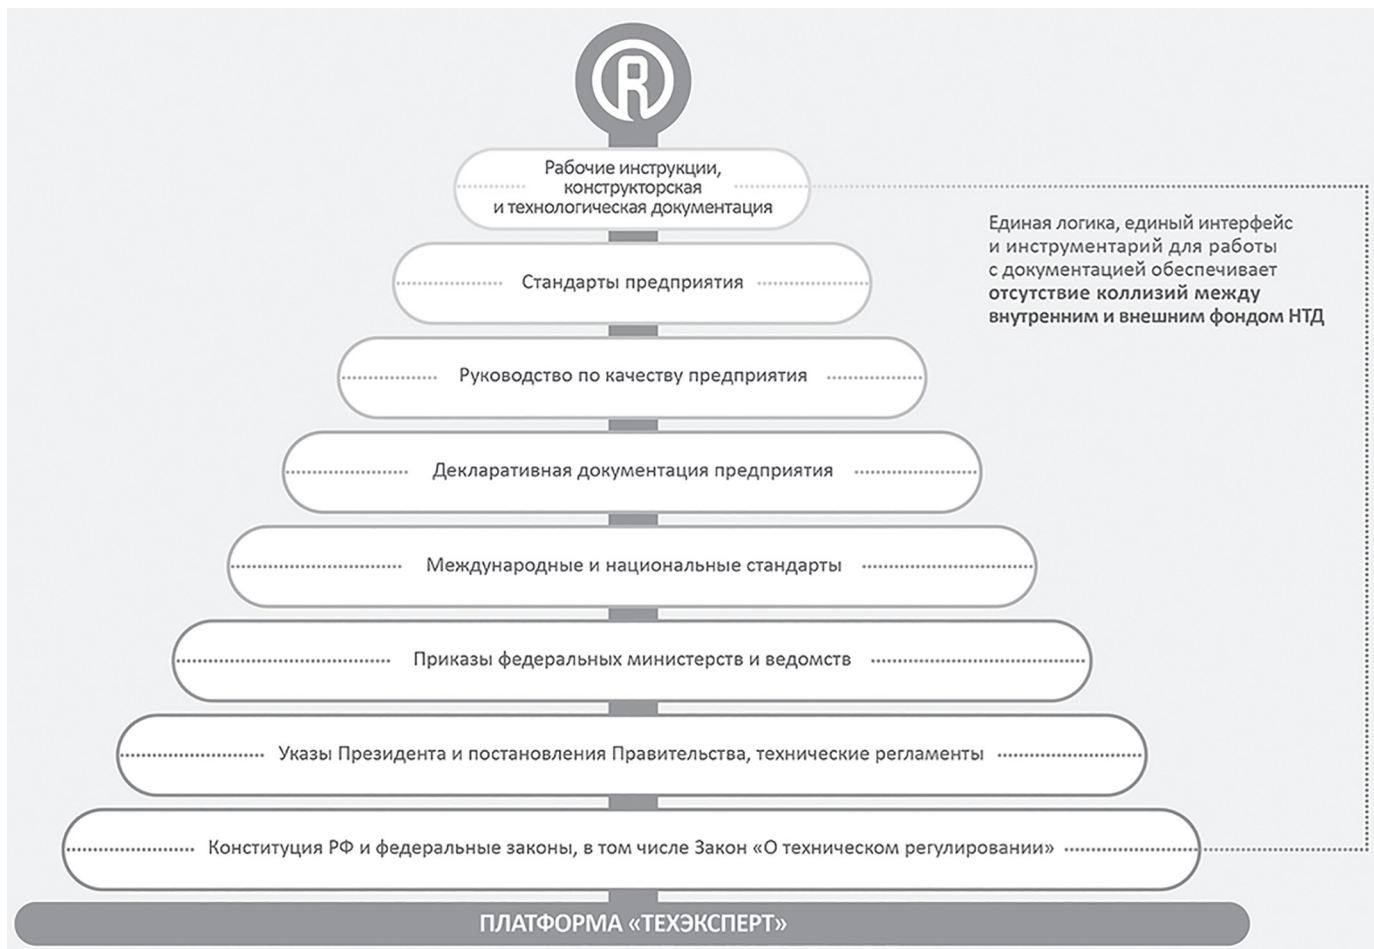 R
Рабочие инструкции,
конструкторская
и технологическая документация
Единая логика, единый интерфейс
и инструментарий для работы
с документацией обеспечивает
отсутствие коллизий между
внутренним и внешним фондом НТД
Стандарты предприятия
Руководство по качеству предприятия
Декларативная документация предприятия
Международные и национальные стандарты
Приказы федеральных министерств и ведомств
Указы Президента и постановления Правительства, технические регламенты
Конституция РФ и федеральные законы, в том числе Закон «О техническом регулировании»
ПЛАТФОРМА «ТЕХЭКСПЕРТ»